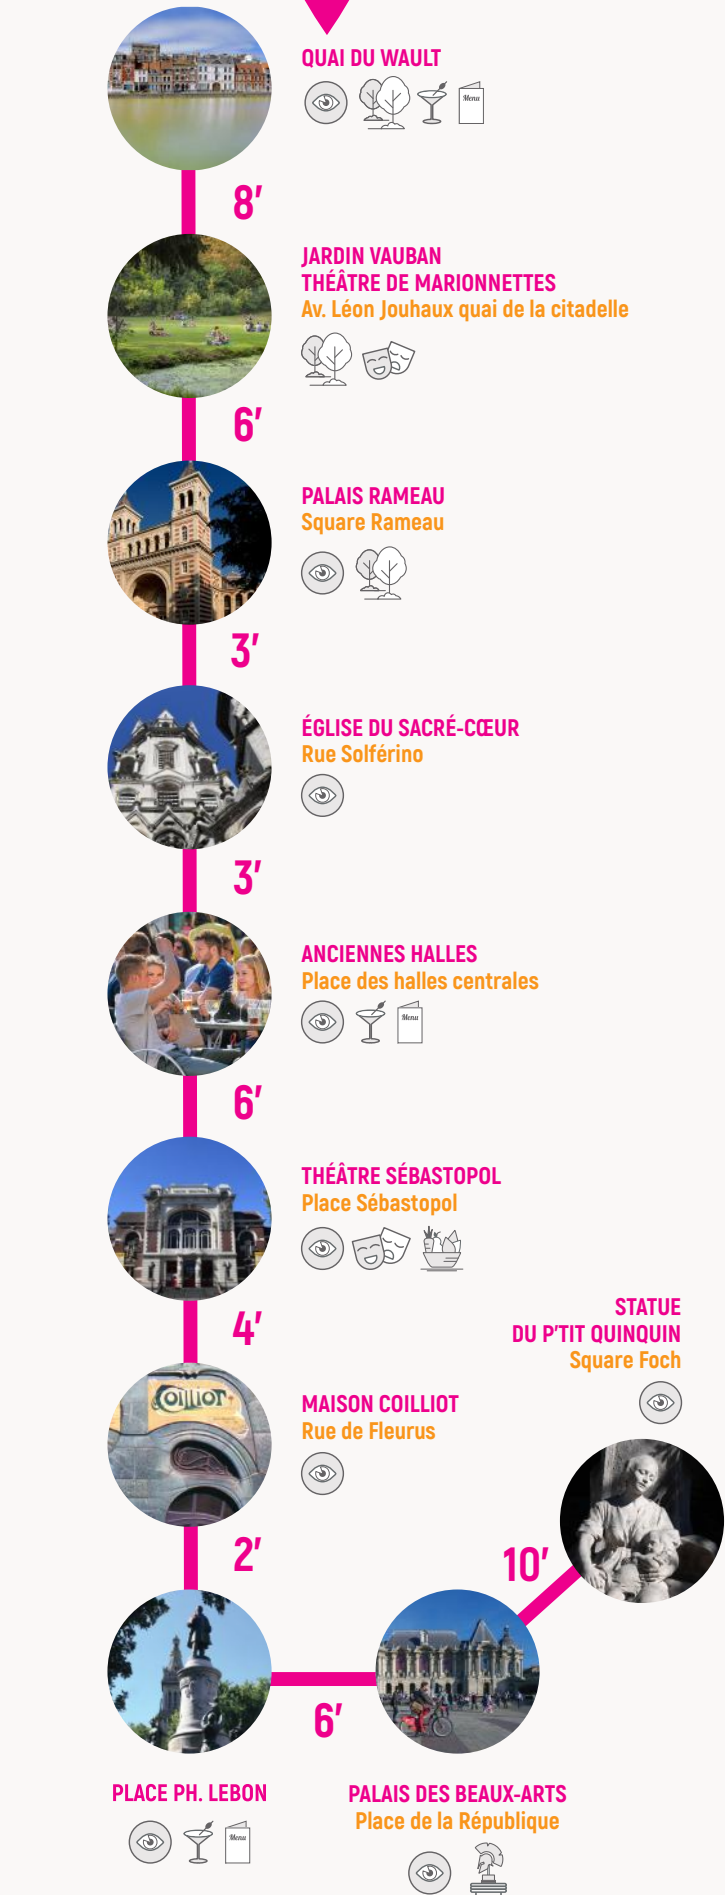 QUAI DU WAULT
Menu
8'
JARDIN VAUBAN
THÉÂTRE DE MARIONNETTES
Av. Léon Jouhaux quai de la citadelle
6'
PALAIS RAMEAU
Square Rameau
3'
ÉGLISE DU SACRÉ-CŒUR
Rue Solférino
3'
ANCIENNES HALLES
Place des halles centrales
Menu
6'
THÉÂTRE SÉBASTOPOL
Place Sébastopol
4'
Coilliot
MAISON COILLIOT
Rue de Fleurus
2'
STATUE
DU P'TIT QUINQUIN
Square Foch
10'
6'
PLACE PH. LEBON
Menu
PALAIS DES BEAUX-ARTS
Place de la République